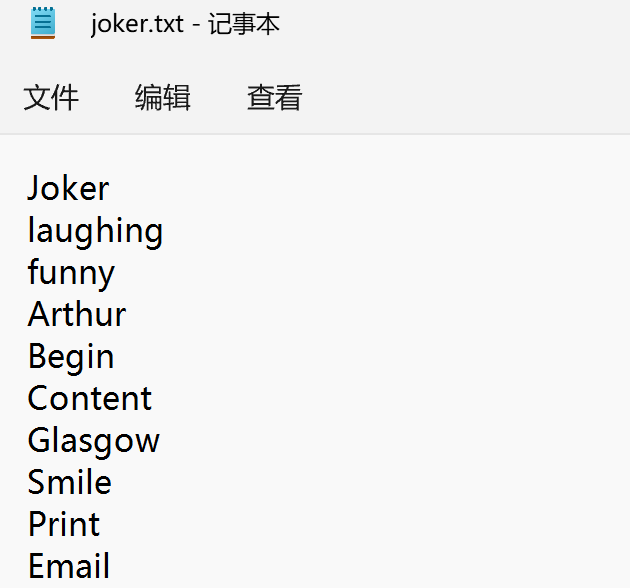 joker.txt - 记事本
文件 编辑 查看
Joker
laughing
funny
Arthur
Begin
Content
Glasgow
Smile
Print
Email